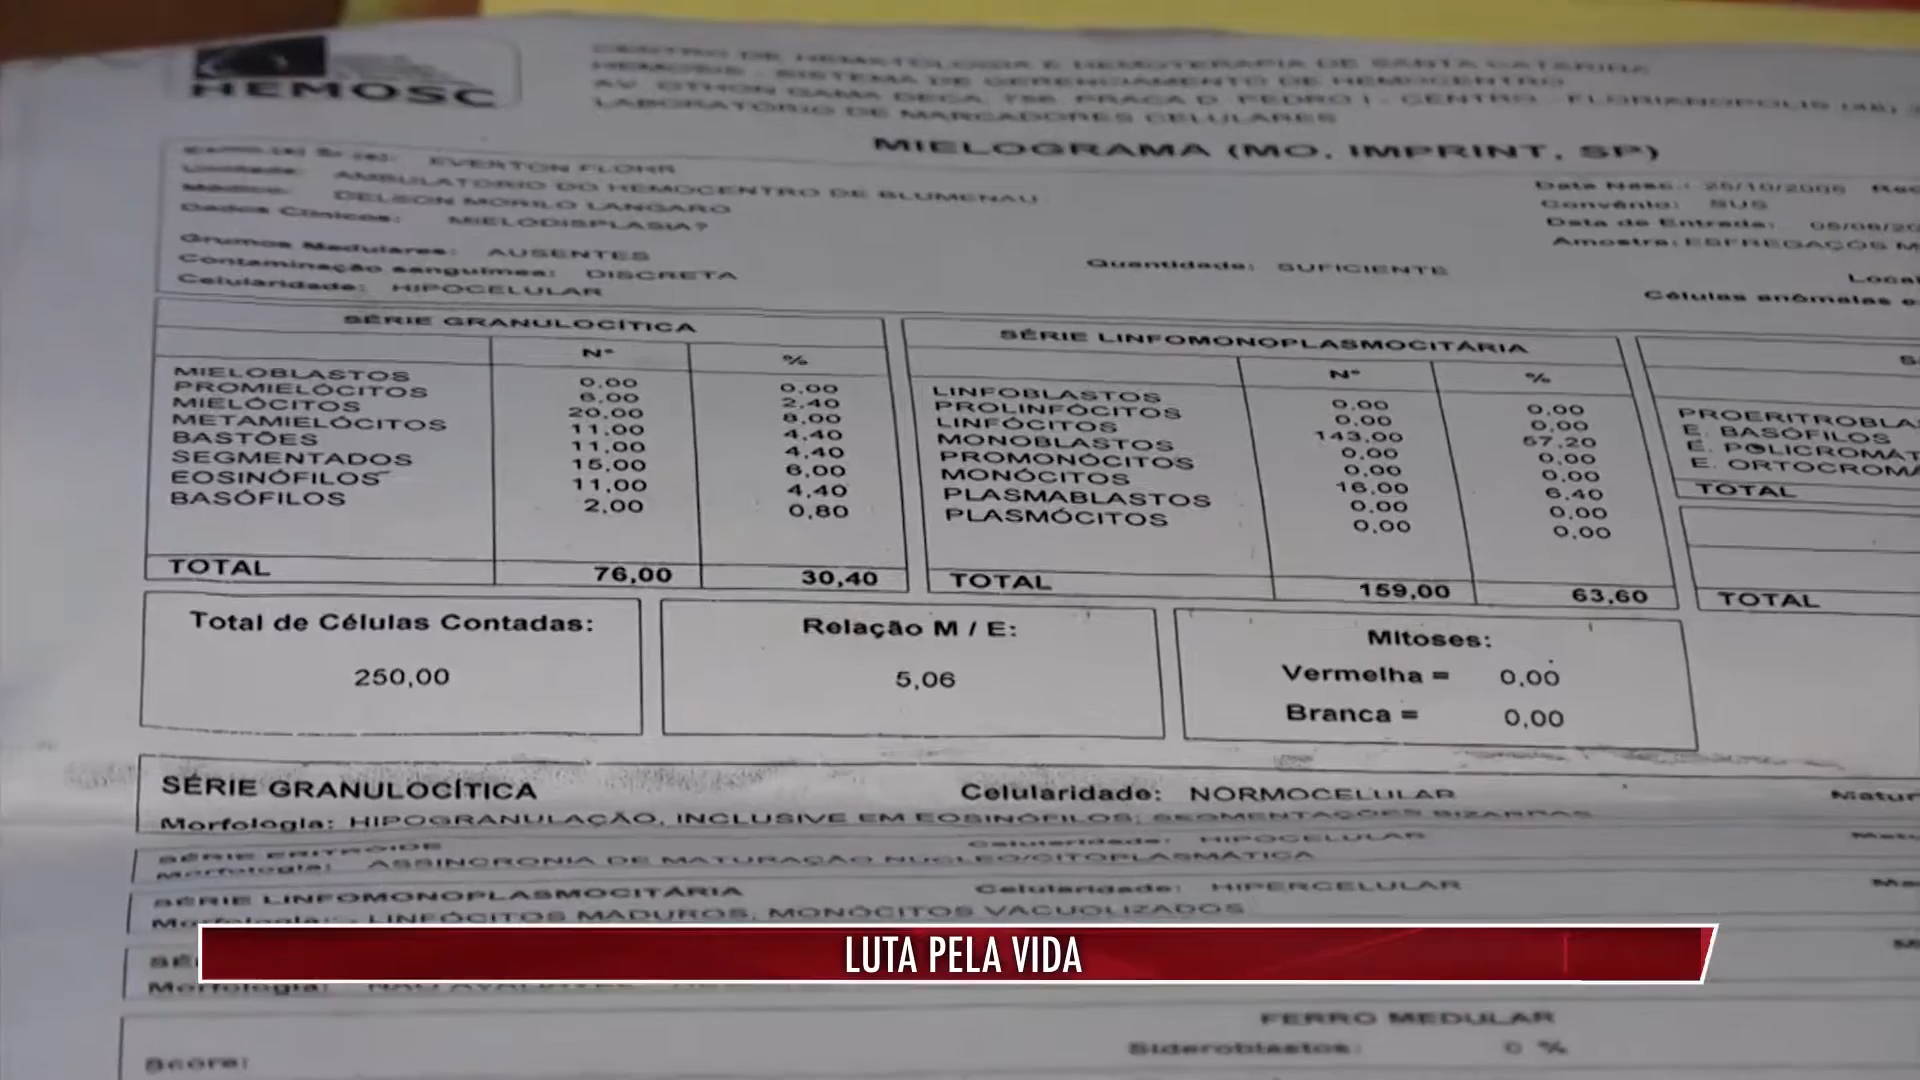 HEMOSC
CENTRO DE HEMATOLOGIA E HEMOTERAPIA DE SANTA CATARINA
HEMOSIS - SISTEMA DE GERENCIAMENTO DE HEMOCENTRO
AV. OTHON GAMA DECA, 756, PRACA D. PEDRO I - CENTRO - FLORIANOPOLIS (48)
LABORATÓRIO DE MARCADORES CELULARES
MIELOGRAMA (MO, IMPRINT, SP)
EVERTON FLOHR
Unidade: AMBULATORIO DO HEMOCENTRO DE BLUMENAU
Médico: DELSON MORILO LANGARO
Dados Clínicos: MIELODISPLASIA?
Data Nasc.: 25/10/2005
Convênio: SUS
Data de Entrada: 05/08/20
Amostra: ESFREGAÇOS M
Grumos Medulares: AUSENTES
Contaminação sanguínea: DISCRETA
Celularidade: HIPOCELULAR
Quantidade: SUFICIENTE
Local
Células anômalas e
SÉRIE GRANULOCÍTICA
Nº %
MIELOBLASTOS 0,00 0,00
PROMIELÓCITOS 6,00 2,40
MIELÓCITOS 20,00 8,00
METAMIELÓCITOS 11,00 4,40
BASTÕES 11,00 4,40
SEGMENTADOS 15,00 6,00
EOSINÓFILOS 11,00 4,40
BASÓFILOS 2,00 0,80
TOTAL 76,00 30,40
SÉRIE LINFOMONOPLASMOCITÁRIA
Nº %
LINFOBLASTOS 0,00 0,00
PROLINFÓCITOS 0,00 0,00
LINFÓCITOS 143,00 57,20
MONOBLASTOS 0,00 0,00
PROMONÓCITOS 0,00 0,00
MONÓCITOS 16,00 6,40
PLASMABLASTOS 0,00 0,00
PLASMÓCITOS 0,00 0,00
TOTAL 159,00 63,60
S
PROERITROBLA
E. BASÓFILOS
E. POLICROMÁT
E. ORTOCROMA
TOTAL
TOTAL
Total de Células Contadas:
250,00
Relação M / E:
5,06
Mitoses:
Vermelha = 0,00
Branca = 0,00
SÉRIE GRANULOCÍTICA Celularidade: NORMOCELULAR Matur
Morfologia: HIPOGRANULAÇÃO, INCLUSIVE EM EOSINÓFILOS; SEGMENTAÇÕES BIZARRAS
SÉRIE ERITRÓIDE Celularidade: HIPOCELULAR
Morfologia: ASSINCRONIA DE MATURAÇÃO NUCLEO/CITOPLASMÁTICA
SÉRIE LINFOMONOPLASMOCITÁRIA Celularidade: HIPERCELULAR
LINFÓCITOS MADUROS, MONÓCITOS VACUOLIZADOS
LUTA PELA VIDA
Morfologia:
FERRO MEDULAR
Sideroblastos: 0 %
Score: